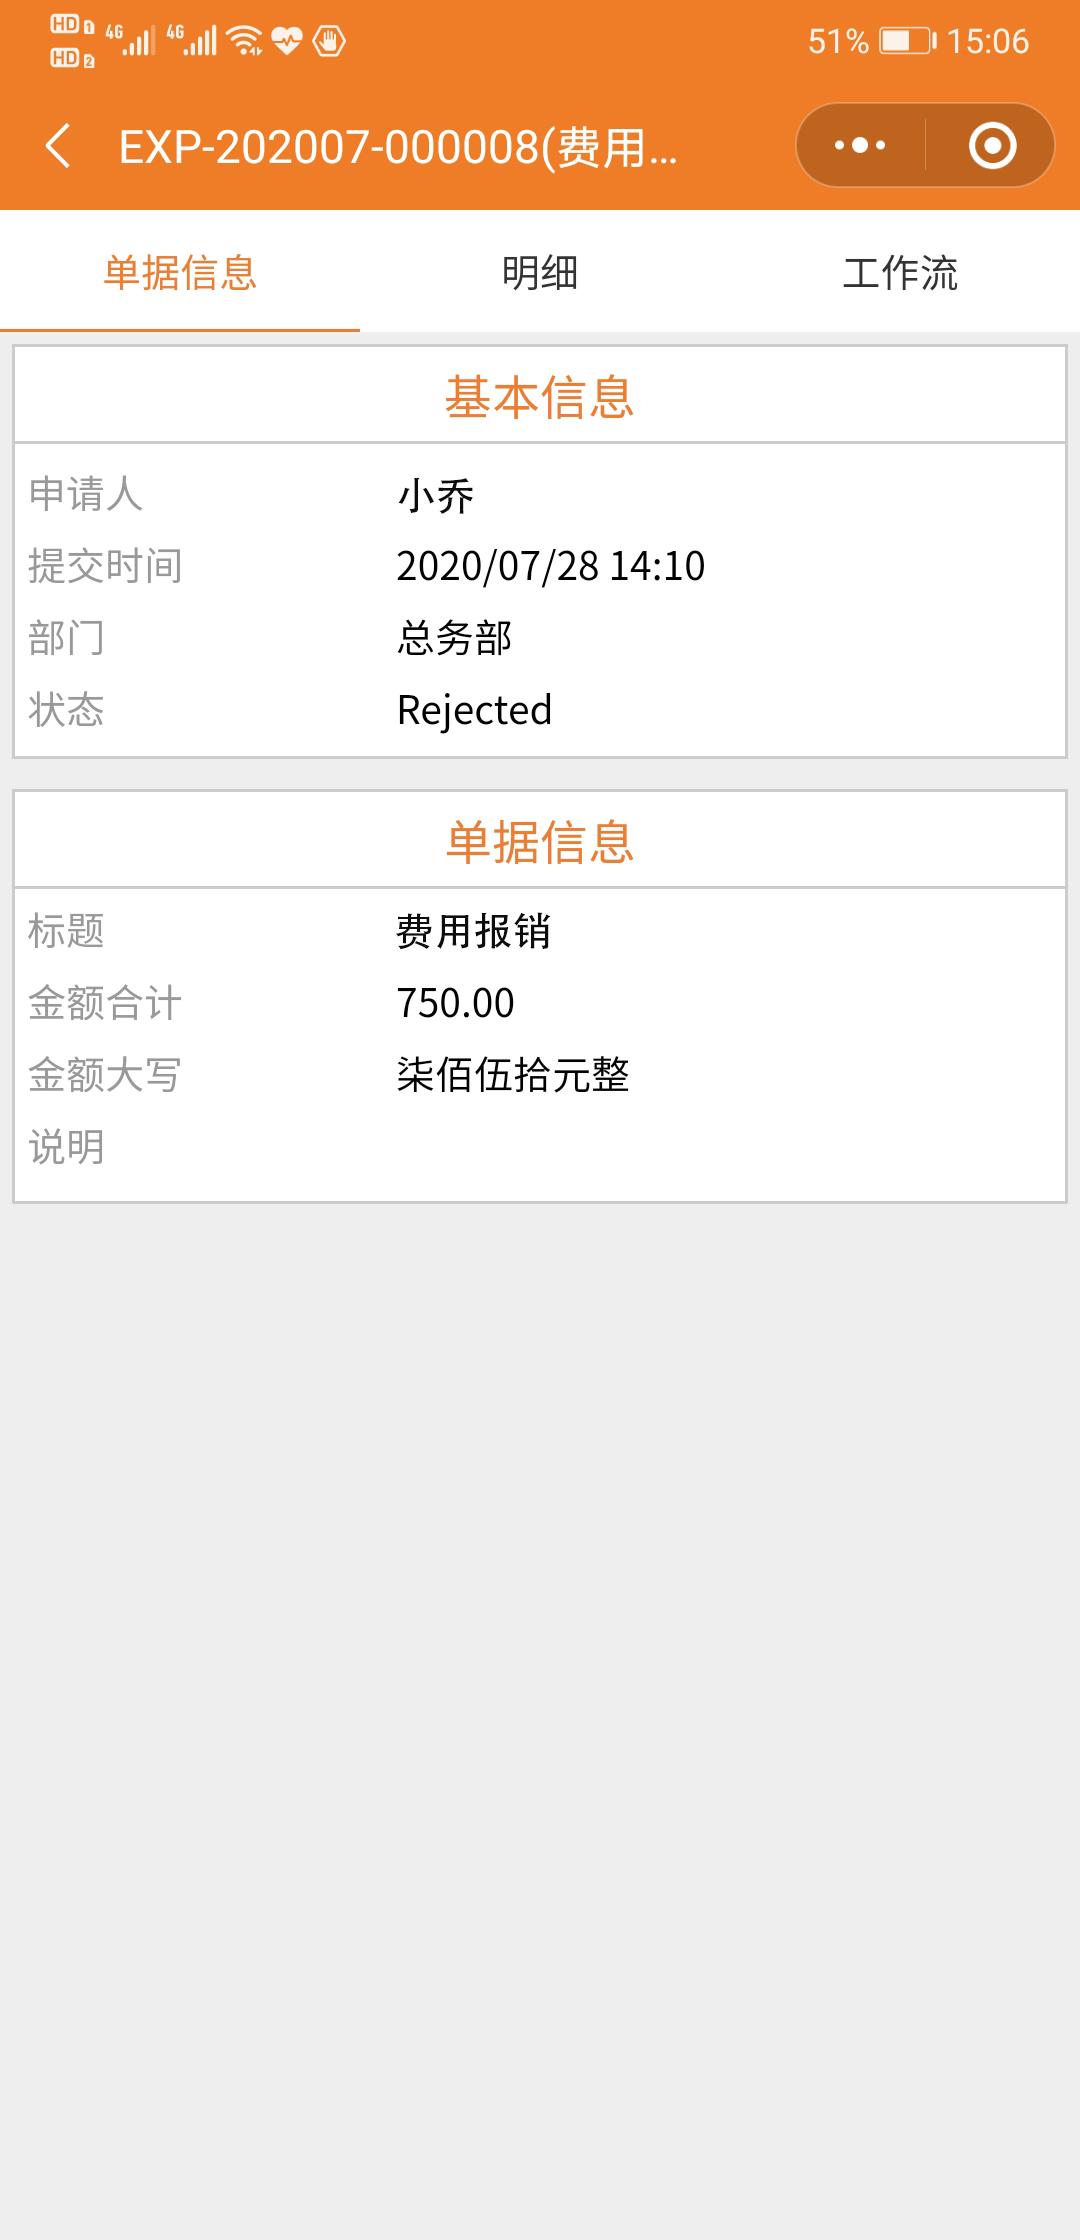 HD 1 4G 4G 51% 15:06
HD 2
EXP-202007-000008(费用...
单据信息 明细 工作流
基本信息
申请人 小乔
提交时间 2020/07/28 14:10
部门 总务部
状态 Rejected
单据信息
标题 费用报销
金额合计 750.00
金额大写 柒佰伍拾元整
说明